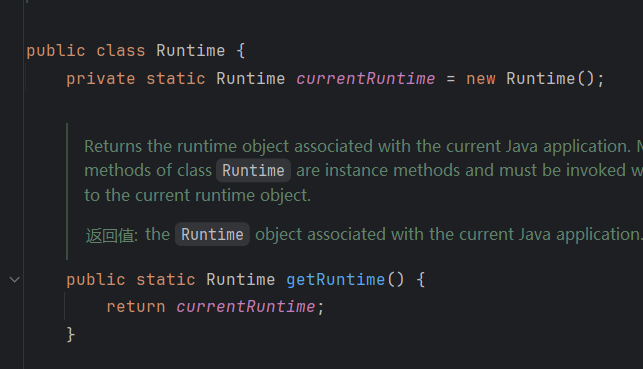 public class Runtime {
private static Runtime currentRuntime = new Runtime();
Returns the runtime object associated with the current Java application.
methods of class Runtime are instance methods and must be invoked
to the current runtime object.
返回值: the Runtime object associated with the current Java application.
public static Runtime getRuntime() {
return currentRuntime;
}